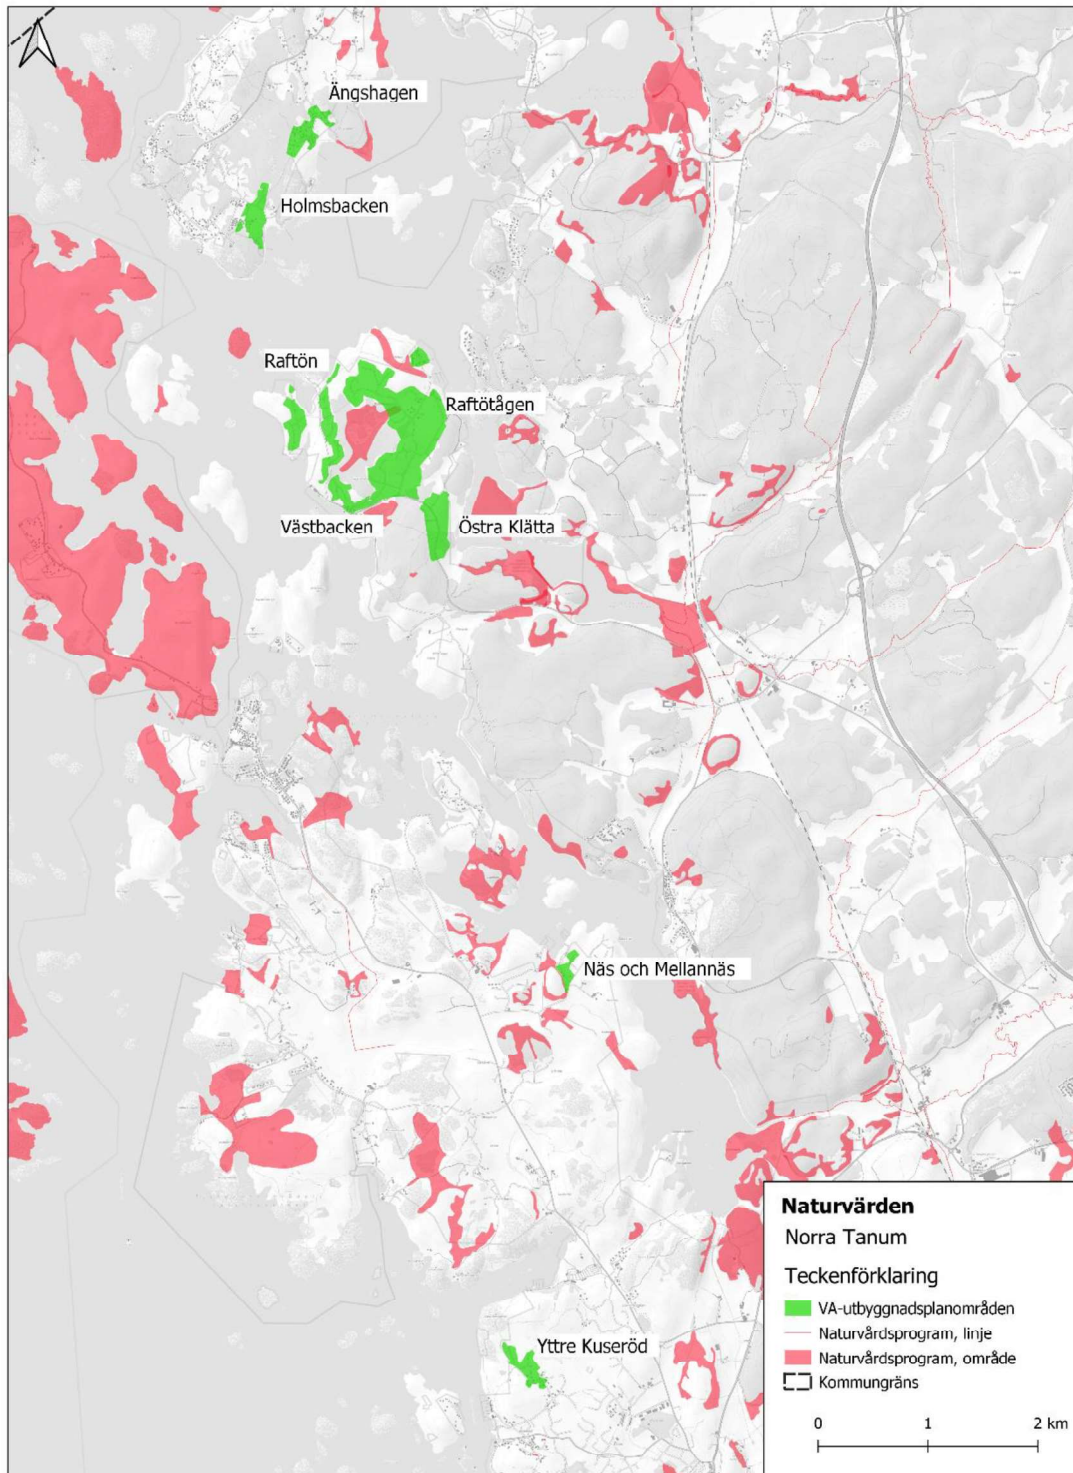 Ängshagen
Holmsbacken
Raftön
Raftötågen
Västbacken
Östra Klätta
Näs och Mellannäs
Yttre Kuseröd
Naturvärden
Norra Tanum
Teckenförklaring
VA-utbyggnadsplanområden
Naturvårdsprogram, linje
Naturvårdsprogram, område
Kommungräns
0 1 2 km